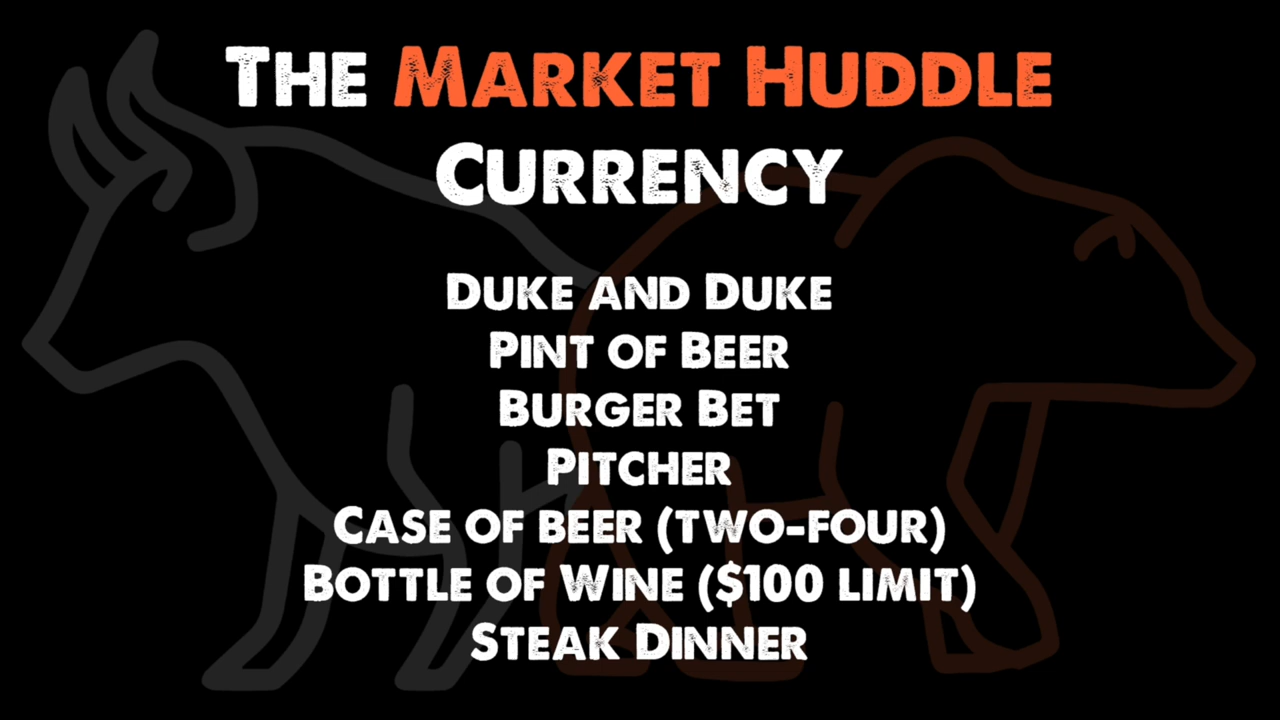 The Market Huddle
Currency
Duke and Duke
Pint of Beer
Burger Bet
Pitcher
Case of beer (two-four)
Bottle of Wine ($100 limit)
Steak Dinner